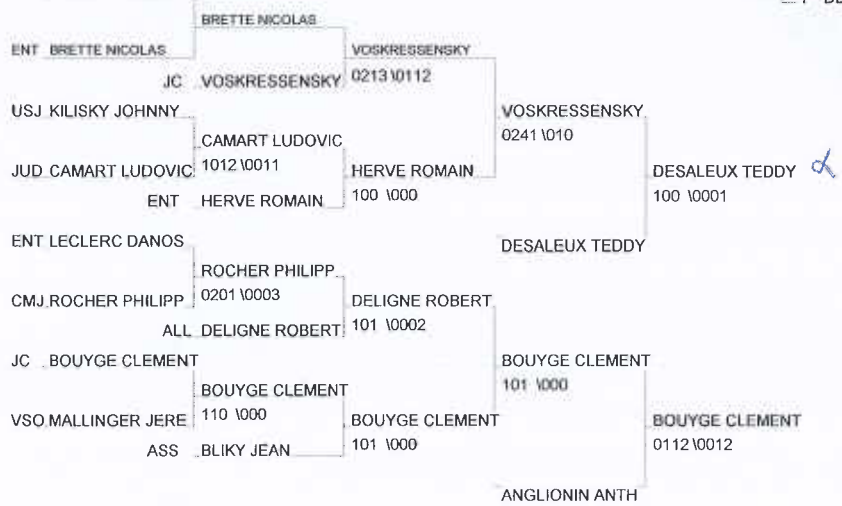 BRETTE NICOLAS
ENT BRETTE NICOLAS
VOSKRESSENSKY
JC VOSKRESSENSKY 0213\0112
USJ KILISKY JOHNNY
VOSKRESSENSKY
0241\010
CAMART LUDOVIC
JUD CAMART LUDOVIC 1012\0011
HERVE ROMAIN
DESALEUX TEDDY
ENT HERVE ROMAIN 100 \000
100 \0001
ENT LECLERC DANOS
DESALEUX TEDDY
ROCHER PHILIPP
CMJ ROCHER PHILIPP 0201\0003
DELIGNE ROBERT
ALL DELIGNE ROBERT 101 \0002
JC BOUYGE CLEMENT
BOUYGE CLEMENT
101 \000
BOUYGE CLEMENT
110 \000
VSO MALLINGER JERE
BOUYGE CLEMENT
BOUYGE CLEMENT
ASS BLIKY JEAN 101 \000
0112\0012
ANGLIONIN ANTH